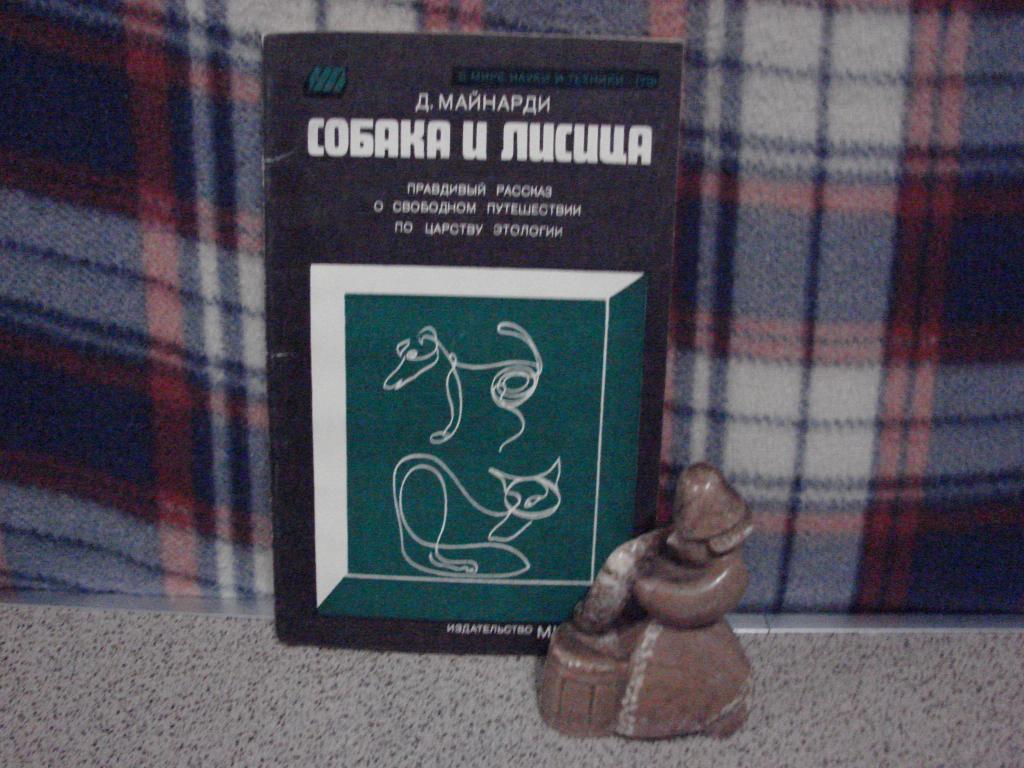 В МИРЕ НАУКИ И ТЕХНИКИ
Д. МАЙНАРДИ
СОБАКА И ЛИСИЦА
ПРАВДИВЫЙ РАССКАЗ
О СВОБОДНОМ ПУТЕШЕСТВИИ
ПО ЦАРСТВУ ЭТОЛОГИИ
ИЗДАТЕЛЬСТВО